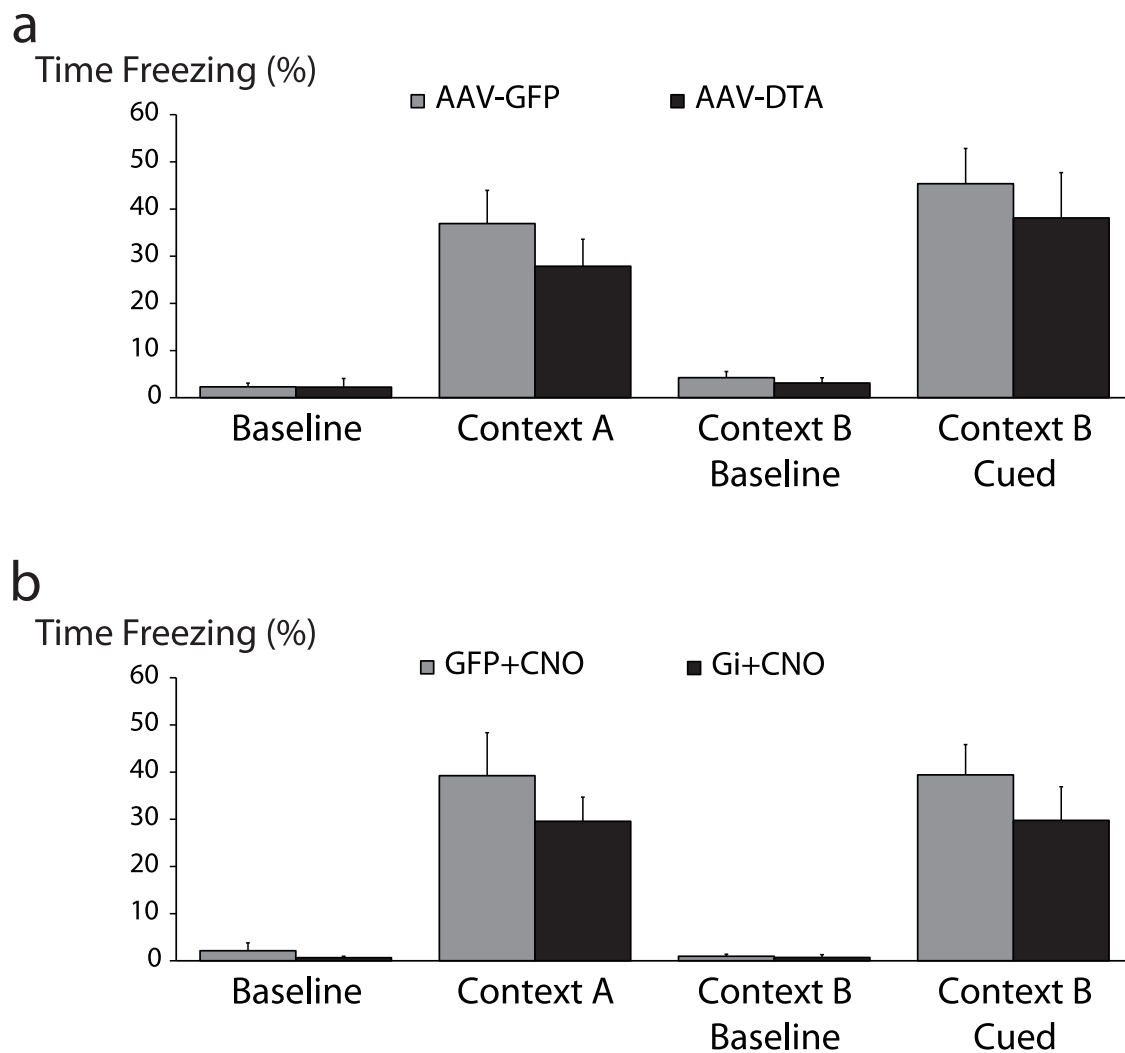 a
Time Freezing (%)
AAV-GFP AAV-DTA
60
50
40
30
20
10
0
Baseline Context A Context B Context B
Baseline Cued
b
Time Freezing (%)
GFP+CNO Gi+CNO
60
50
40
30
20
10
0
Baseline Context A Context B Context B
Baseline Cued